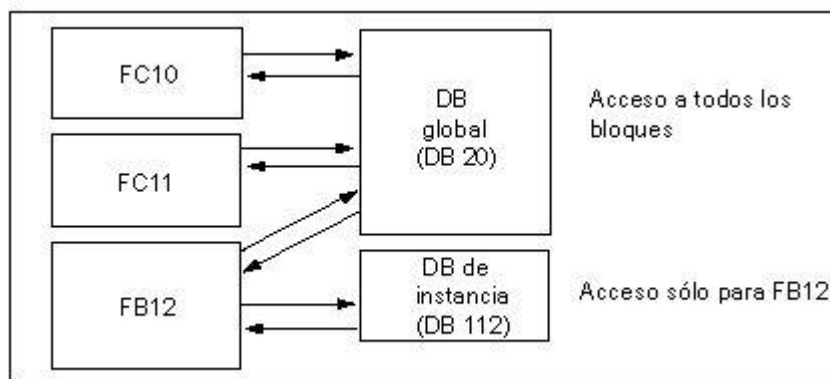 FC10
FC11
FB12
DB
global
(DB 20)
Acceso a todos los
bloques
DB de
instancia
(DB 112)
Acceso sólo para FB12